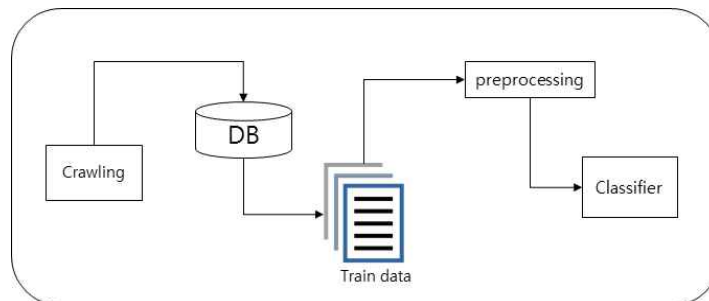 Crawling
DB
Train data
preprocessing
Classifier